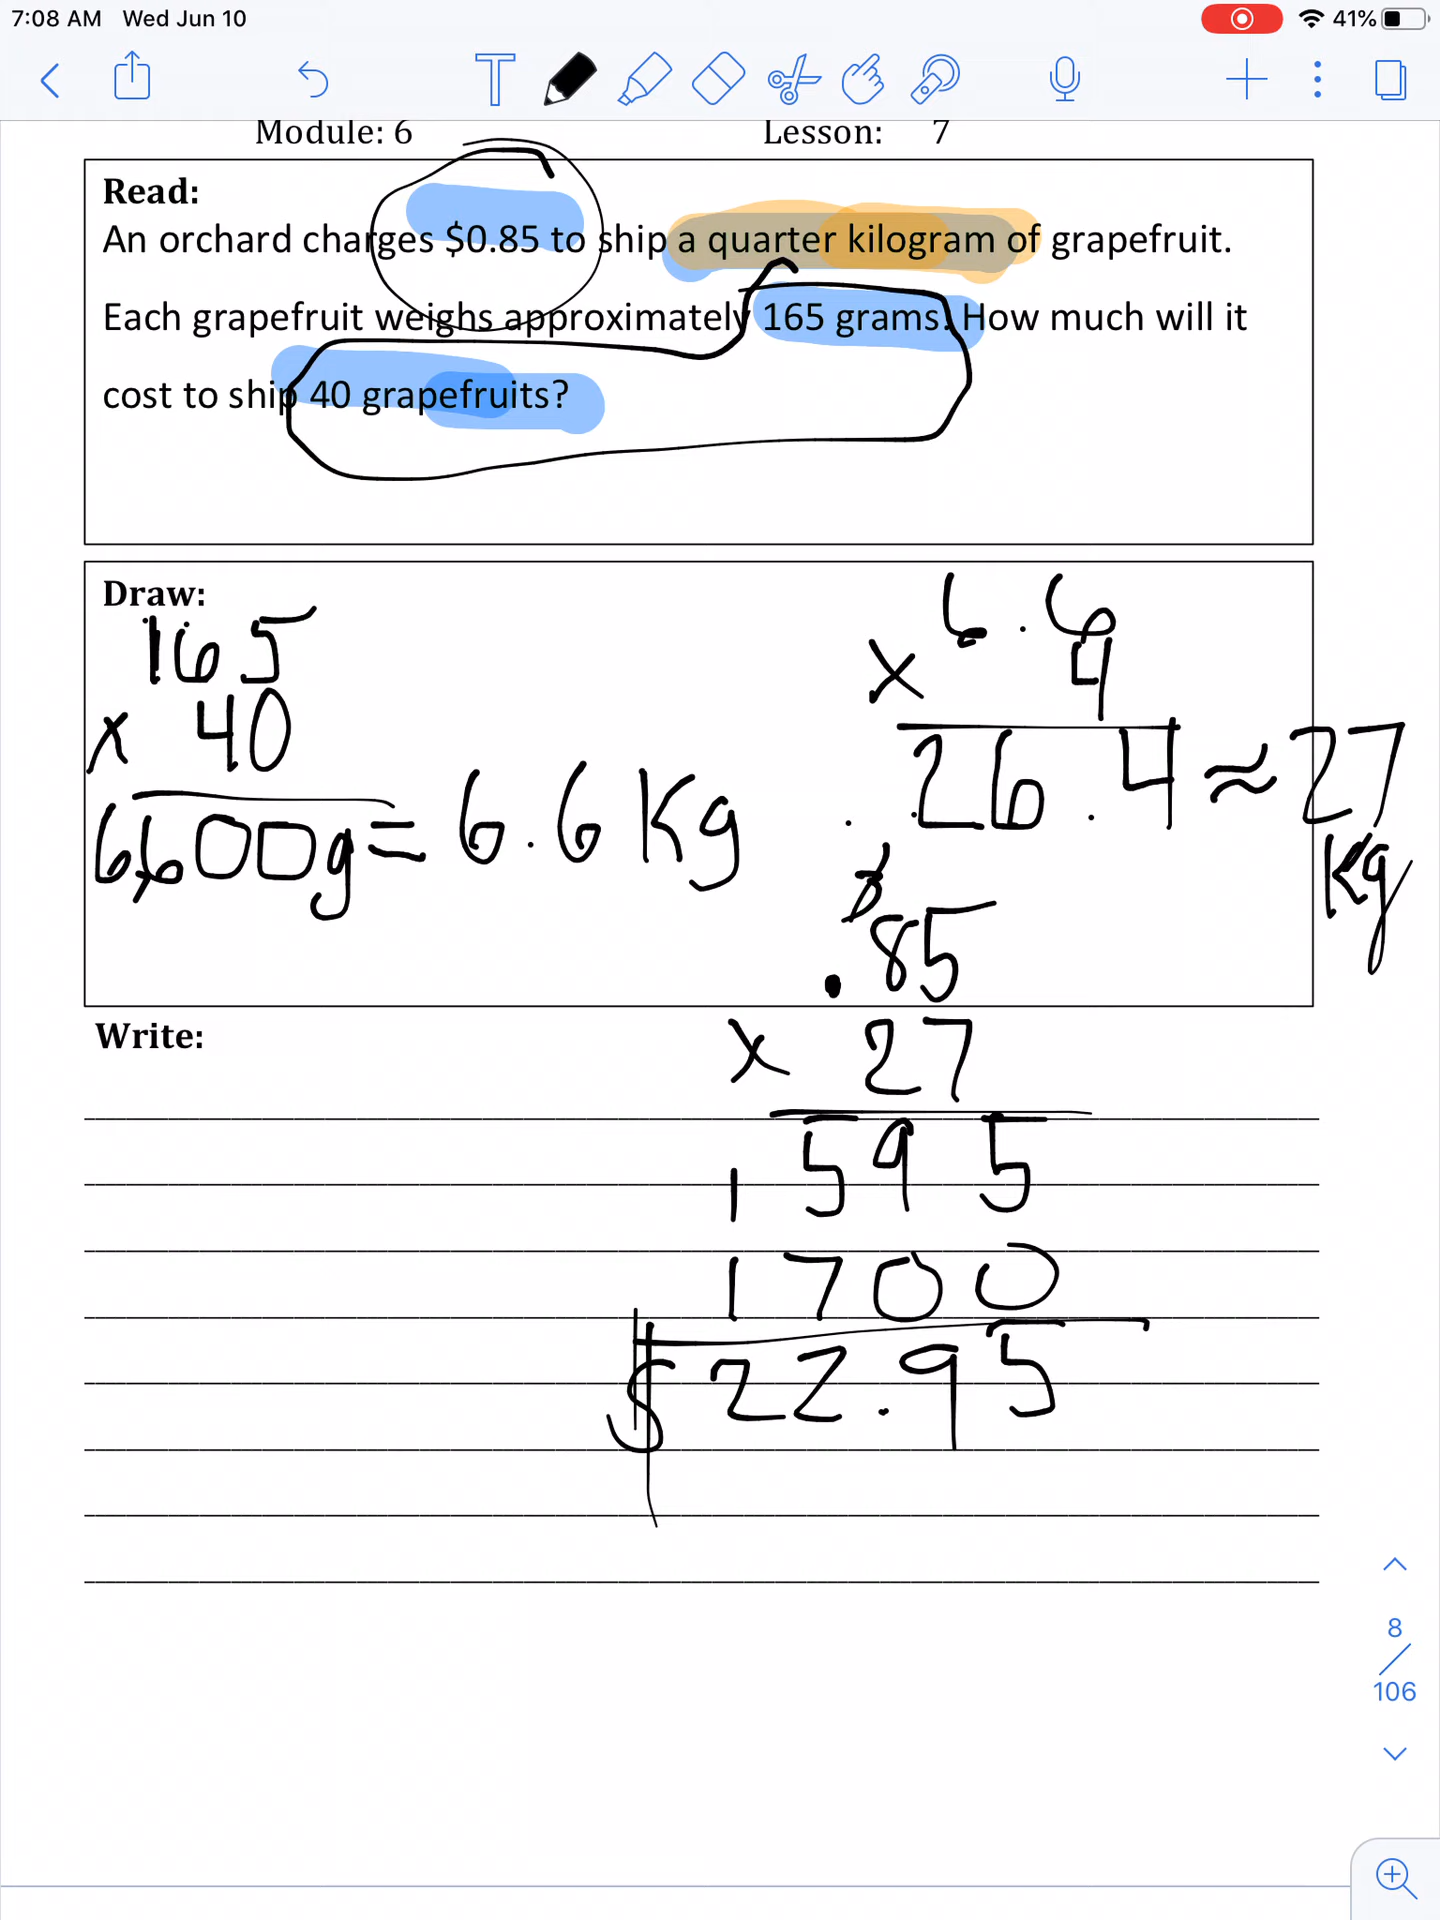 7:08 AM Wed Jun 10 41%
T
Module: 6 Lesson: 7
Read:
An orchard charges $0.85 to ship a quarter kilogram of grapefruit.
Each grapefruit weighs approximately 165 grams. How much will it
cost to ship 40 grapefruits?
Draw:
165
x 40
6,600g = 6.6 Kg
6.6
x 4
26.4 ≈ 27
Kg
$
.85
Write:
x 27
595
1700
$22.95
8
/
106